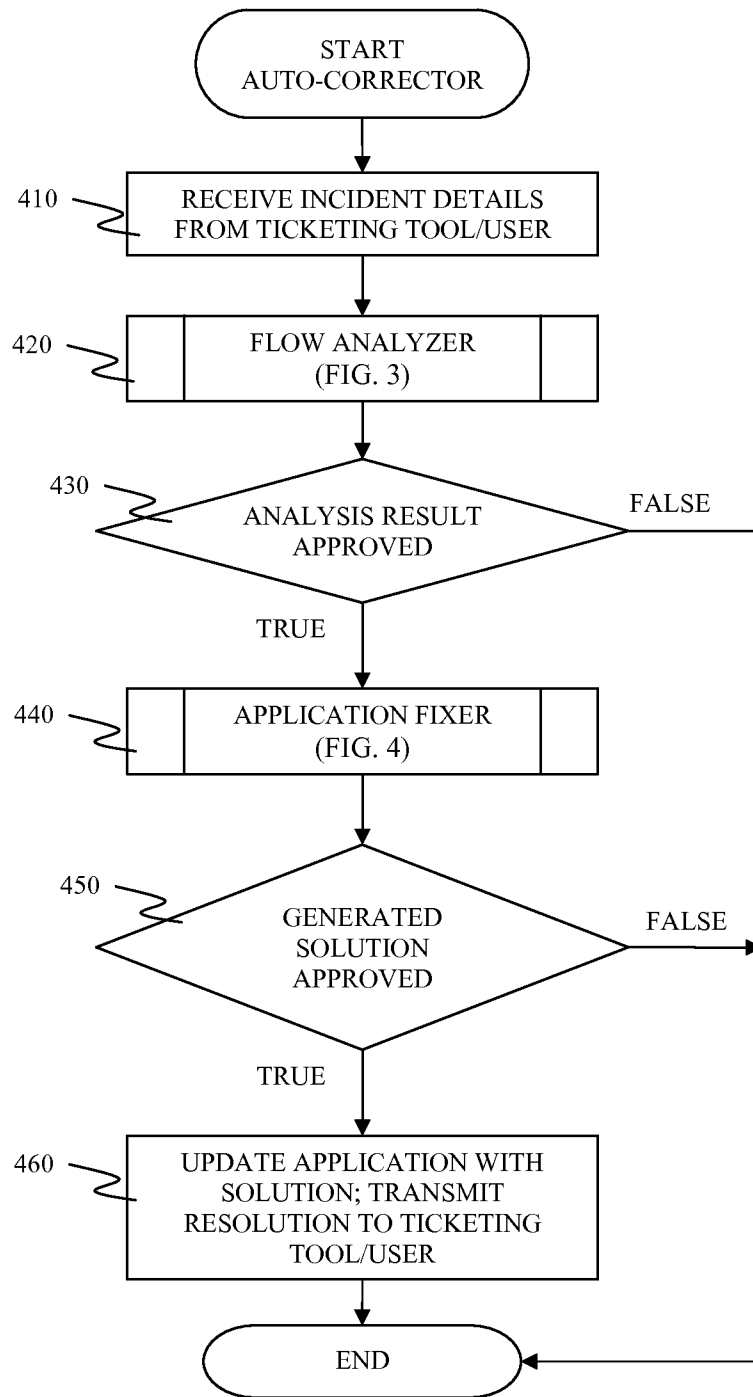 START
AUTO-CORRECTOR
410
RECEIVE INCIDENT DETAILS
FROM TICKETING TOOL/USER
420
FLOW ANALYZER
(FIG. 3)
430
ANALYSIS RESULT
APPROVED
FALSE
TRUE
440
APPLICATION FIXER
(FIG. 4)
450
GENERATED
SOLUTION
APPROVED
FALSE
TRUE
460
UPDATE APPLICATION WITH
SOLUTION; TRANSMIT
RESOLUTION TO TICKETING
TOOL/USER
END